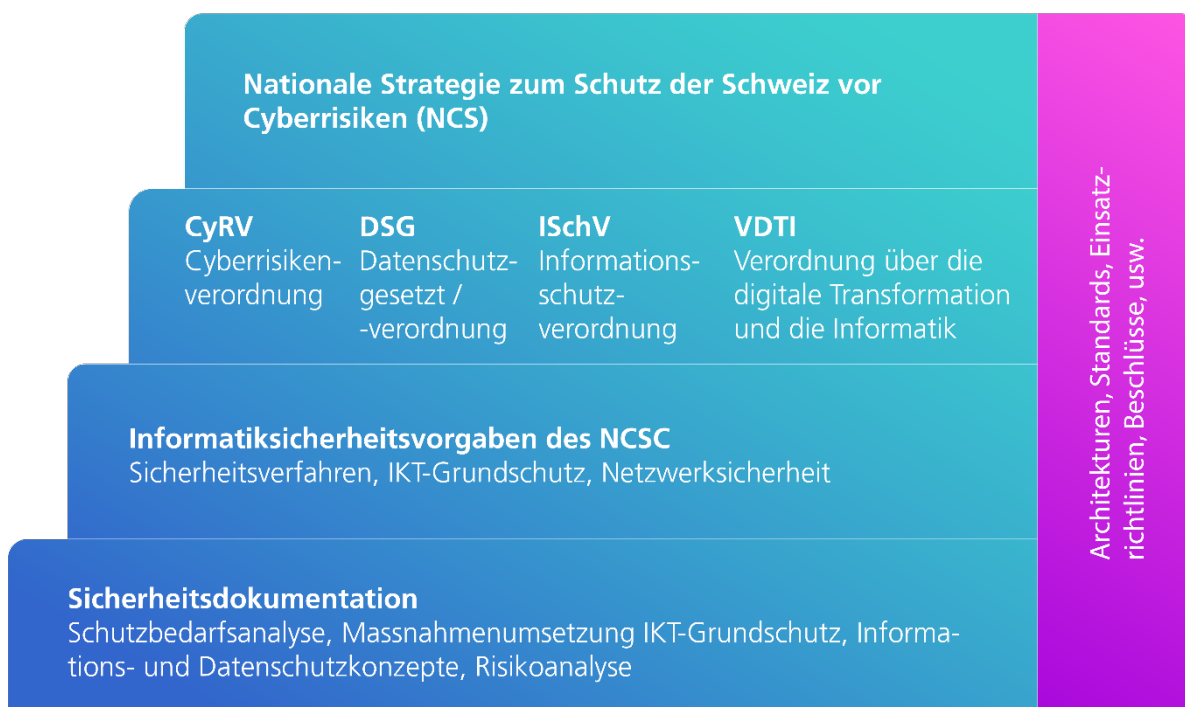 Nationale Strategie zum Schutz der Schweiz vor
Cyberrisiken (NCS)
CyRV
Cyberrisiken-
verordnung
DSG
Datenschutz-
gesetzt /
-verordnung
ISchV
Informations-
schutz-
verordnung
VDTI
Verordnung über die
digitale Transformation
und die Informatik
Informatiksicherheitsvorgaben des NCSC
Sicherheitsverfahren, IKT-Grundschutz, Netzwerksicherheit
Sicherheitsdokumentation
Schutzbedarfsanalyse, Massnahmenumsetzung IKT-Grundschutz, Informa-
tions- und Datenschutzkonzepte, Risikoanalyse
Architekturen, Standards, Einsatz-
richtlinien, Beschlüsse, usw.